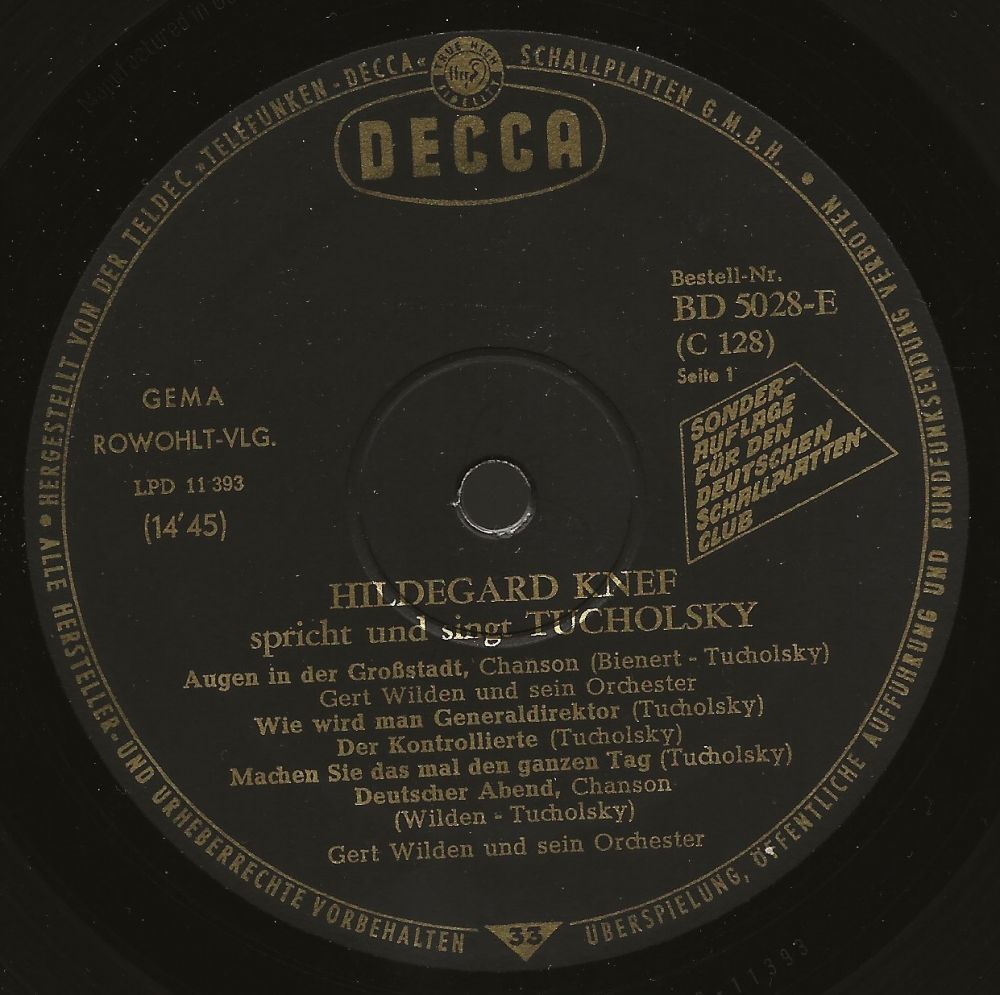 Manufactured in
HERGESTELLT VON DER TELDEC »TELEFUNKEN-DECCA« SCHALLPLATTEN G.M.B.H. •
TRUE HIGH
ffrr
FIDELITY
DECCA
Bestell-Nr.
BD 5028-E
(C 128)
Seite 1
SONDER-
AUFLAGE
FÜR DEN
DEUTSCHEN
SCHALLPLATTEN-
CLUB
GEMA
ROWOHLT-VLG.
LPD 11 393
(14'45)
HILDEGARD KNEF
spricht und singt TUCHOLSKY
Augen in der Großstadt, Chanson (Bienert - Tucholsky)
Gert Wilden und sein Orchester
Wie wird man Generaldirektor (Tucholsky)
Der Kontrollierte (Tucholsky)
Machen Sie das mal den ganzen Tag (Tucholsky)
Deutscher Abend, Chanson
(Wilden - Tucholsky)
Gert Wilden und sein Orchester
• ALLE HERSTELLER- UND URHEBERRECHTE VORBEHALTEN
33
ÜBERSPIELUNG, ÖFFENTLICHE AUFFÜHRUNG UND RUNDFUNKSENDUNG VERBOTEN
-11393